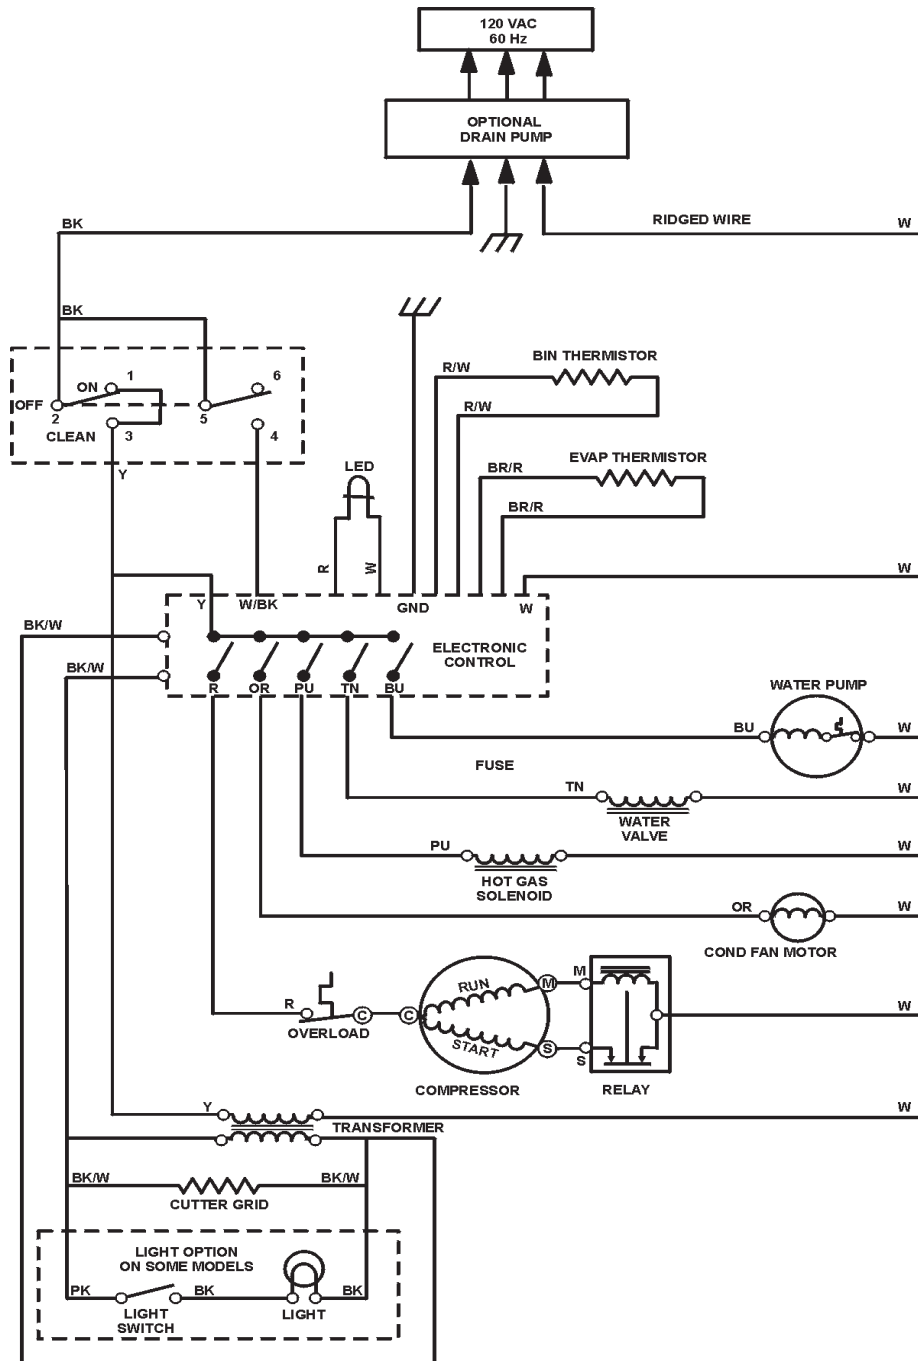 120 VAC
60 Hz
OPTIONAL
DRAIN PUMP
BK
RIDGED WIRE
W
BK
ON
1
6
OFF
2
5
CLEAN
3
4
Y
BIN THERMISTOR
R/W
R/W
LED
EVAP THERMISTOR
BR/R
BR/R
R
W
W
Y
W/BK
GND
W
BK/W
ELECTRONIC
CONTROL
BK/W
R
OR
PU
TN
BU
WATER PUMP
BU
W
FUSE
TN
W
WATER
VALVE
PU
W
HOT GAS
SOLENOID
OR
W
COND FAN MOTOR
R
OVERLOAD
C
C
RUN
START
M
M
S
S
W
COMPRESSOR
RELAY
Y
W
TRANSFORMER
BK/W
BK/W
CUTTER GRID
LIGHT OPTION
ON SOME MODELS
PK
BK
BK
LIGHT
SWITCH
LIGHT